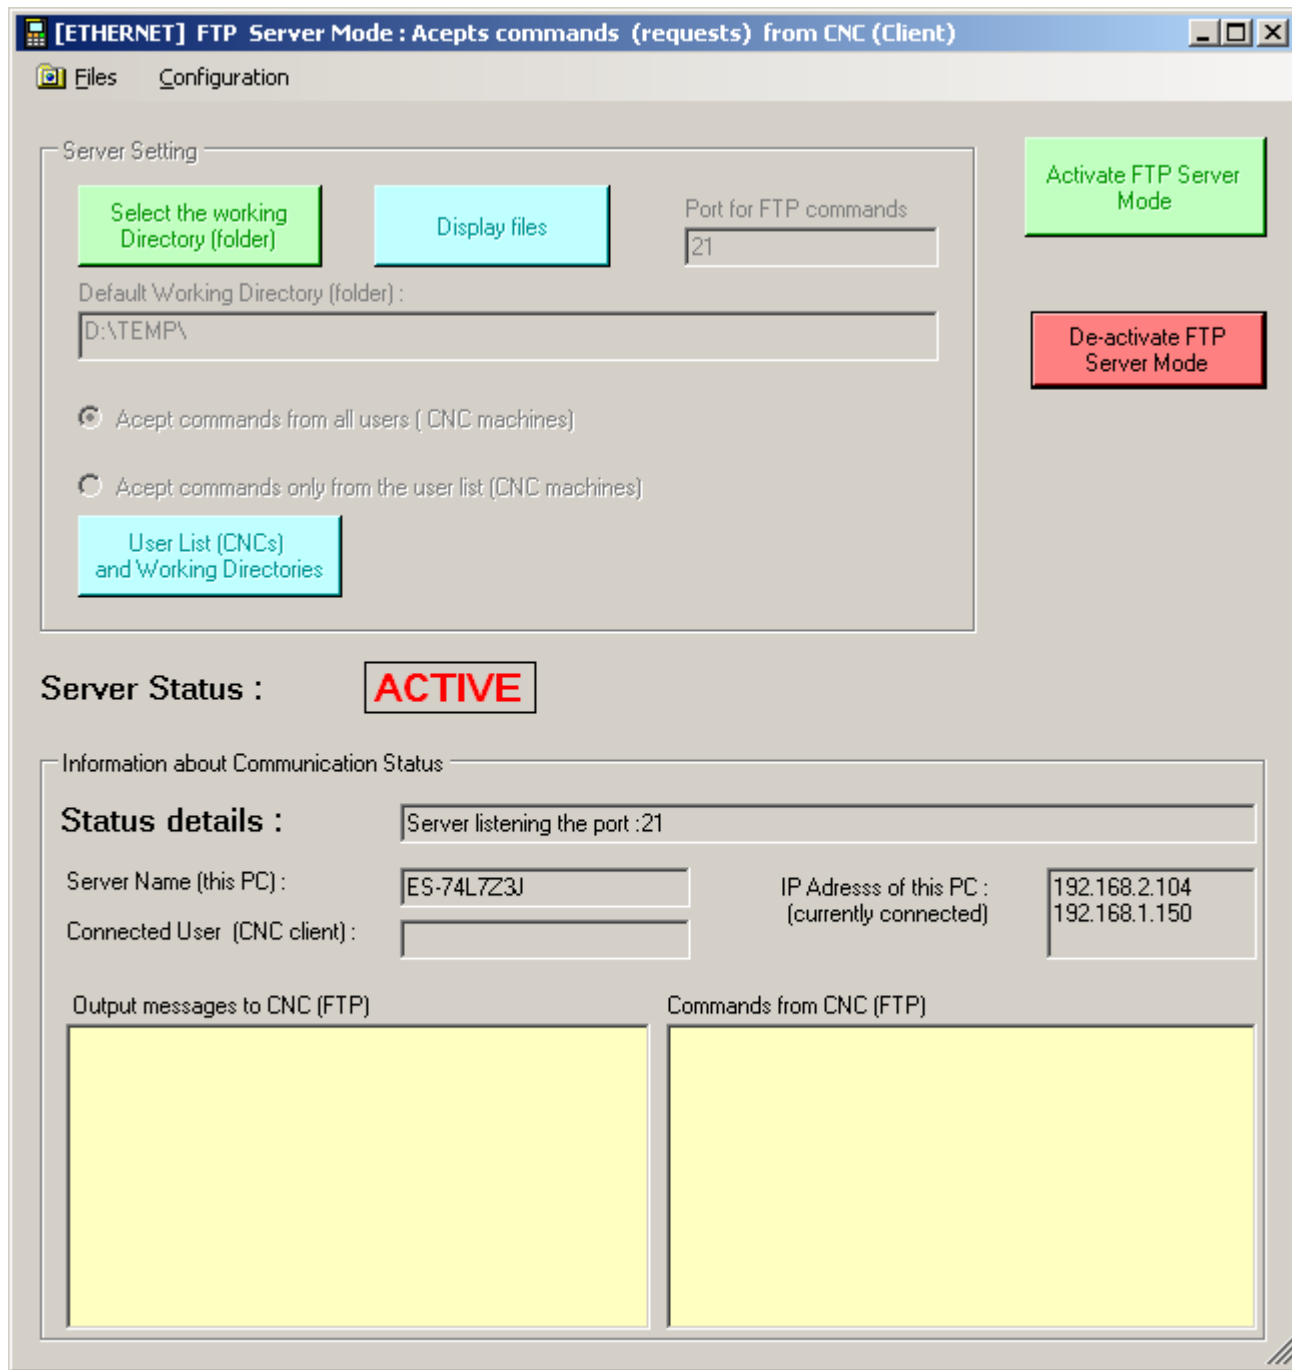 [ETHERNET] FTP Server Mode : Acepts commands (requests) from CNC (Client)
Files Configuration
Server Setting
Select the working
Directory (folder)
Display files
Port for FTP commands
21
Activate FTP Server
Mode
Default Working Directory (folder) :
D:\TEMP\
De-activate FTP
Server Mode
Acept commands from all users ( CNC machines)
Acept commands only from the user list (CNC machines)
User List (CNCs)
and Working Directories
Server Status :
ACTIVE
Information about Communication Status
Status details :
Server listening the port :21
Server Name (this PC) :
ES-74L7Z3J
IP Adresss of this PC :
(currently connected)
192.168.2.104
192.168.1.150
Connected User (CNC client) :
Output messages to CNC (FTP)
Commands from CNC (FTP)